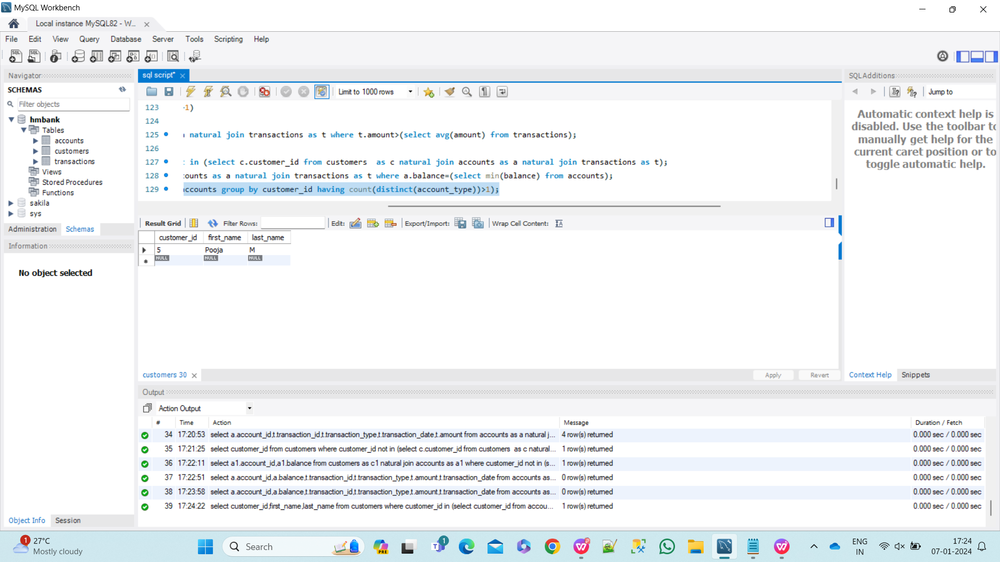 MySQL Workbench
Local instance MySQL82 - W...
File Edit View Query Database Server Tools Scripting Help
Navigator
SCHEMAS
Filter objects
hmbank
Tables
accounts
customers
transactions
Views
Stored Procedures
Functions
sakila
sys
Administration Schemas
Information
No object selected
Object Info Session
sql script*
Limit to 1000 rows
123 >1)
124
125 natural join transactions as t where t.amount>(select avg(amount) from transactions);
126
127 in (select c.customer_id from customers  as c natural join accounts as a natural join transactions as t);
128 counts as a natural join transactions as t where a.balance=(select min(balance) from accounts);
129 accounts group by customer_id having count(distinct(account_type))>1);
Result Grid Filter Rows: Edit: Export/Import: Wrap Cell Content:
customer_id first_name last_name
5 Pooja M
NULL NULL NULL
customers 30
Apply Revert
SQLAdditions
Jump to
Automatic context help is
disabled. Use the toolbar to
manually get help for the
current caret position or to
toggle automatic help.
Context Help Snippets
Output
Action Output
# Time Action Message Duration / Fetch
34 17:20:53 select a.account_id,t.transaction_id,t.transaction_type,t.transaction_date,t.amount from accounts as a natural j... 4 row(s) returned 0.000 sec / 0.000 sec
35 17:21:25 select customer_id from customers where customer_id not in (select c.customer_id from customers  as c natural... 1 row(s) returned 0.000 sec / 0.000 sec
36 17:22:11 select a1.account_id,a1.balance from customers as c1 natural join accounts as a1 where customer_id not in (s... 1 row(s) returned 0.000 sec / 0.000 sec
37 17:22:51 select a.account_id,a.balance,t.transaction_id,t.transaction_type,t.amount,t.transaction_date from accounts as... 0 row(s) returned 0.000 sec / 0.000 sec
38 17:23:58 select a.account_id,a.balance,t.transaction_id,t.transaction_type,t.amount,t.transaction_date from accounts as... 0 row(s) returned 0.000 sec / 0.000 sec
39 17:24:22 select customer_id,first_name,last_name from customers where customer_id in (select customer_id from accou... 1 row(s) returned 0.000 sec / 0.000 sec
1 27°C
Mostly cloudy
Search
PRE
1
ENG
IN
17:24
07-01-2024